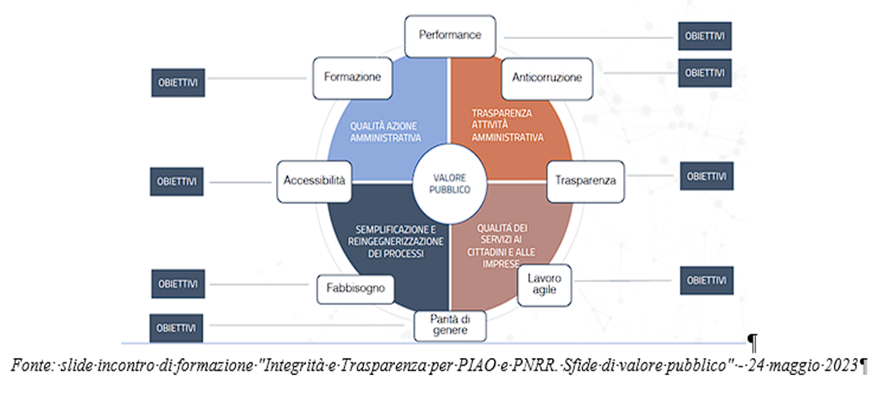 Performance
OBIETTIVI
Formazione
Anticorruzione
OBIETTIVI
OBIETTIVI
TRASPARENZA
ATTIVITÀ
AMMINISTRATIVA
QUALITÀ AZIONE
AMMINISTRATIVA
OBIETTIVI
Accessibilità
VALORE
PUBBLICO
Trasparenza
OBIETTIVI
SEMPLIFICAZIONE E
REINGEGNERIZZAZIONE
DEI PROCESSI
QUALITÁ DEI
SERVIZI AI
CITTADINI E ALLE
IMPRESE
OBIETTIVI
Fabbisogno
Lavoro
agile
OBIETTIVI
OBIETTIVI
Parità di
genere
¶
Fonte:·slide·incontro·di·formazione·"Integrità·e·Trasparenza·per·PIAO·e·PNRR.·Sfide·di·valore·pubblico"·-·24·maggio·2023¶